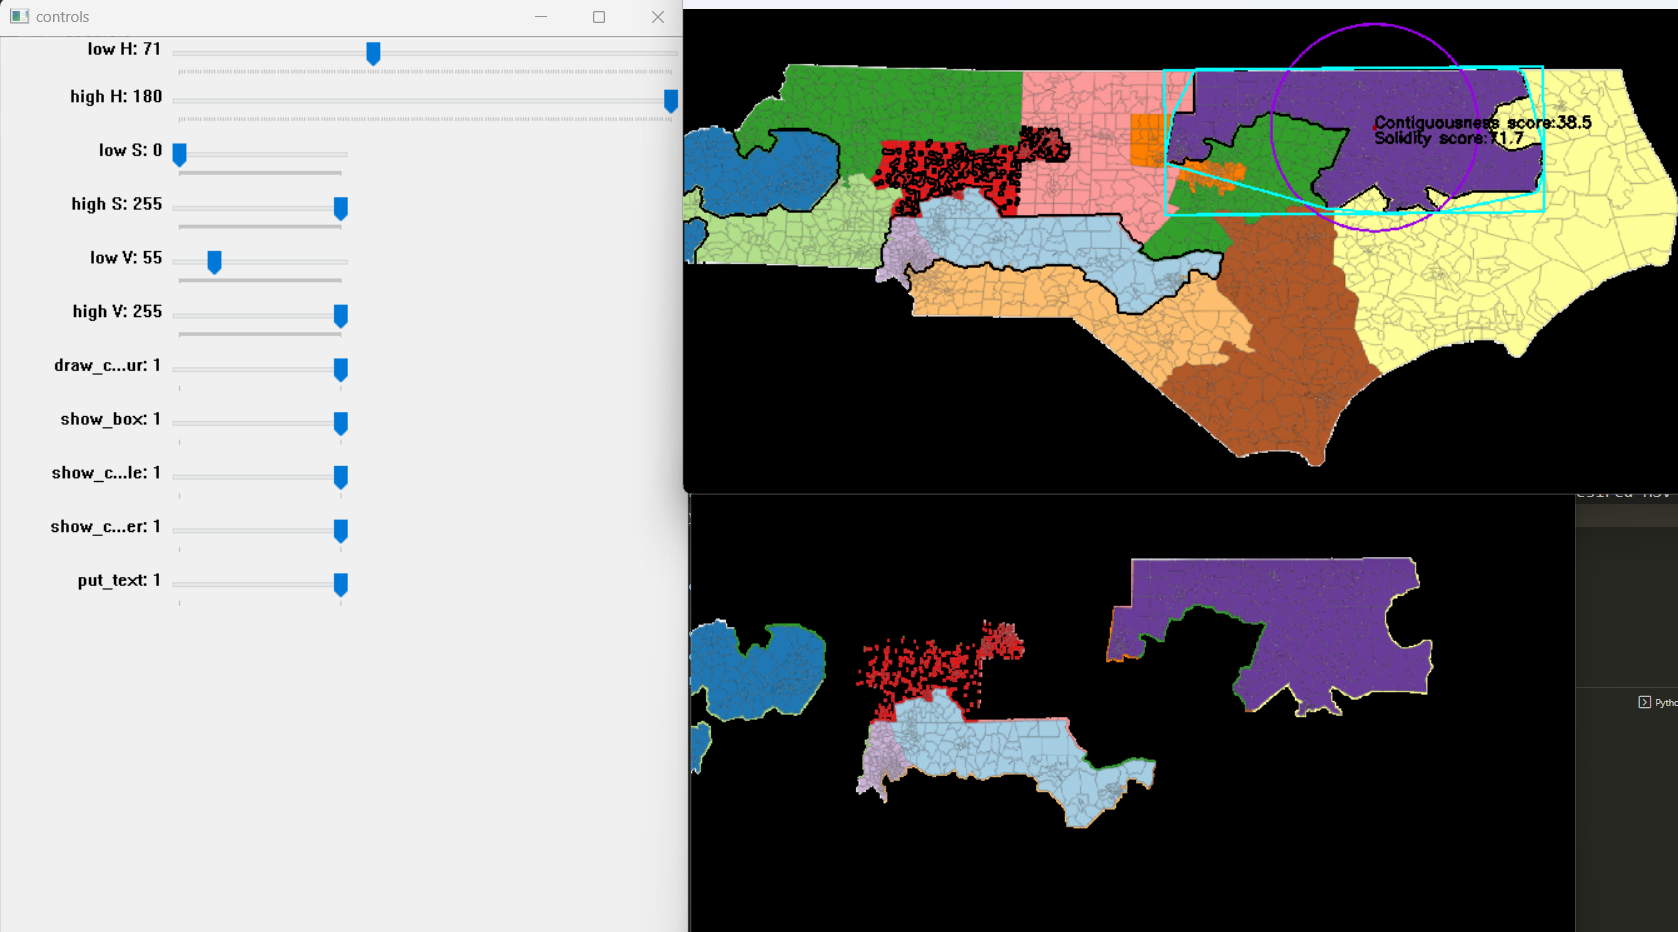 controls
low H: 71
high H: 180
low S: 0
high S: 255
low V: 55
high V: 255
draw_c...ur: 1
show_box: 1
show_c...le: 1
show_c...er: 1
put_text: 1
Contiguousness score:38.5
Solidity score:71.7
Pytho